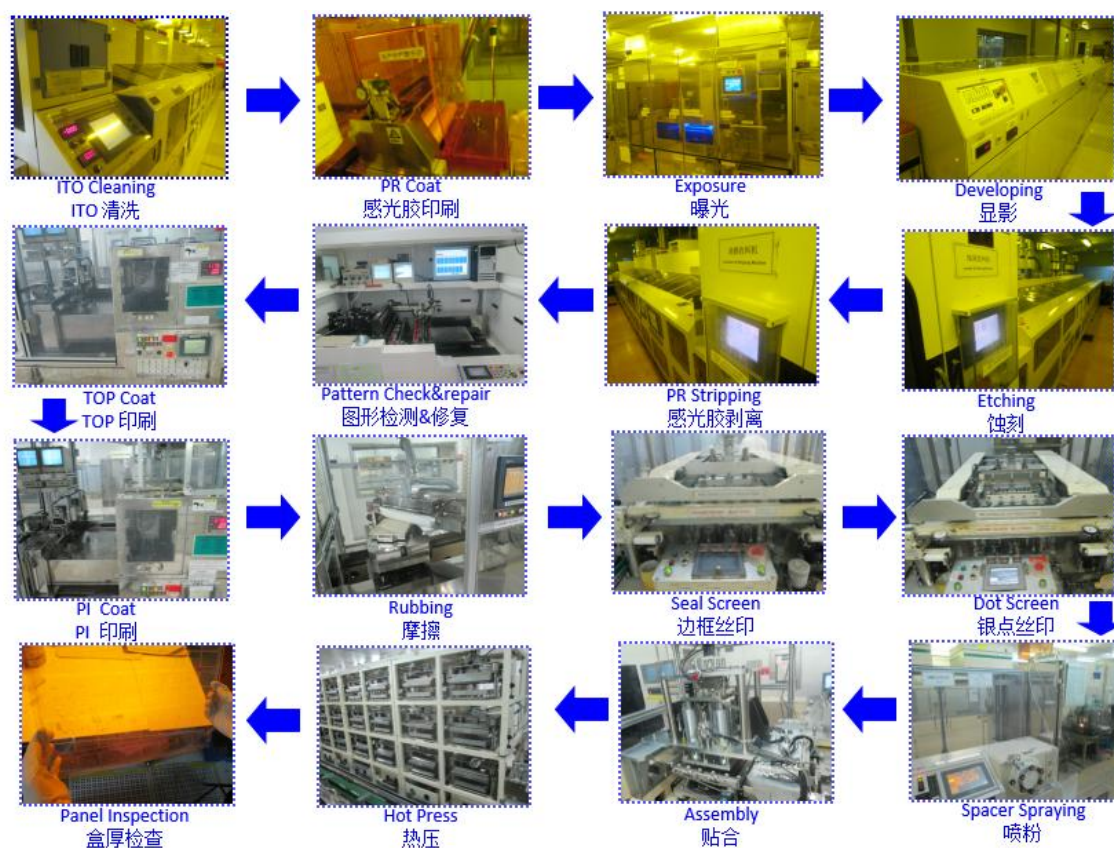 ITO Cleaning
ITO 清洗
PR Coat
感光胶印刷
Exposure
曝光
Developing
显影
Etching
蚀刻
PR Stripping
感光胶剥离
Pattern Check&repair
图形检测&修复
TOP Coat
TOP 印刷
PI Coat
PI 印刷
Rubbing
摩擦
Seal Screen
边框丝印
Dot Screen
银点丝印
Spacer Spraying
喷粉
Assembly
贴合
Hot Press
热压
Panel Inspection
盒厚检查